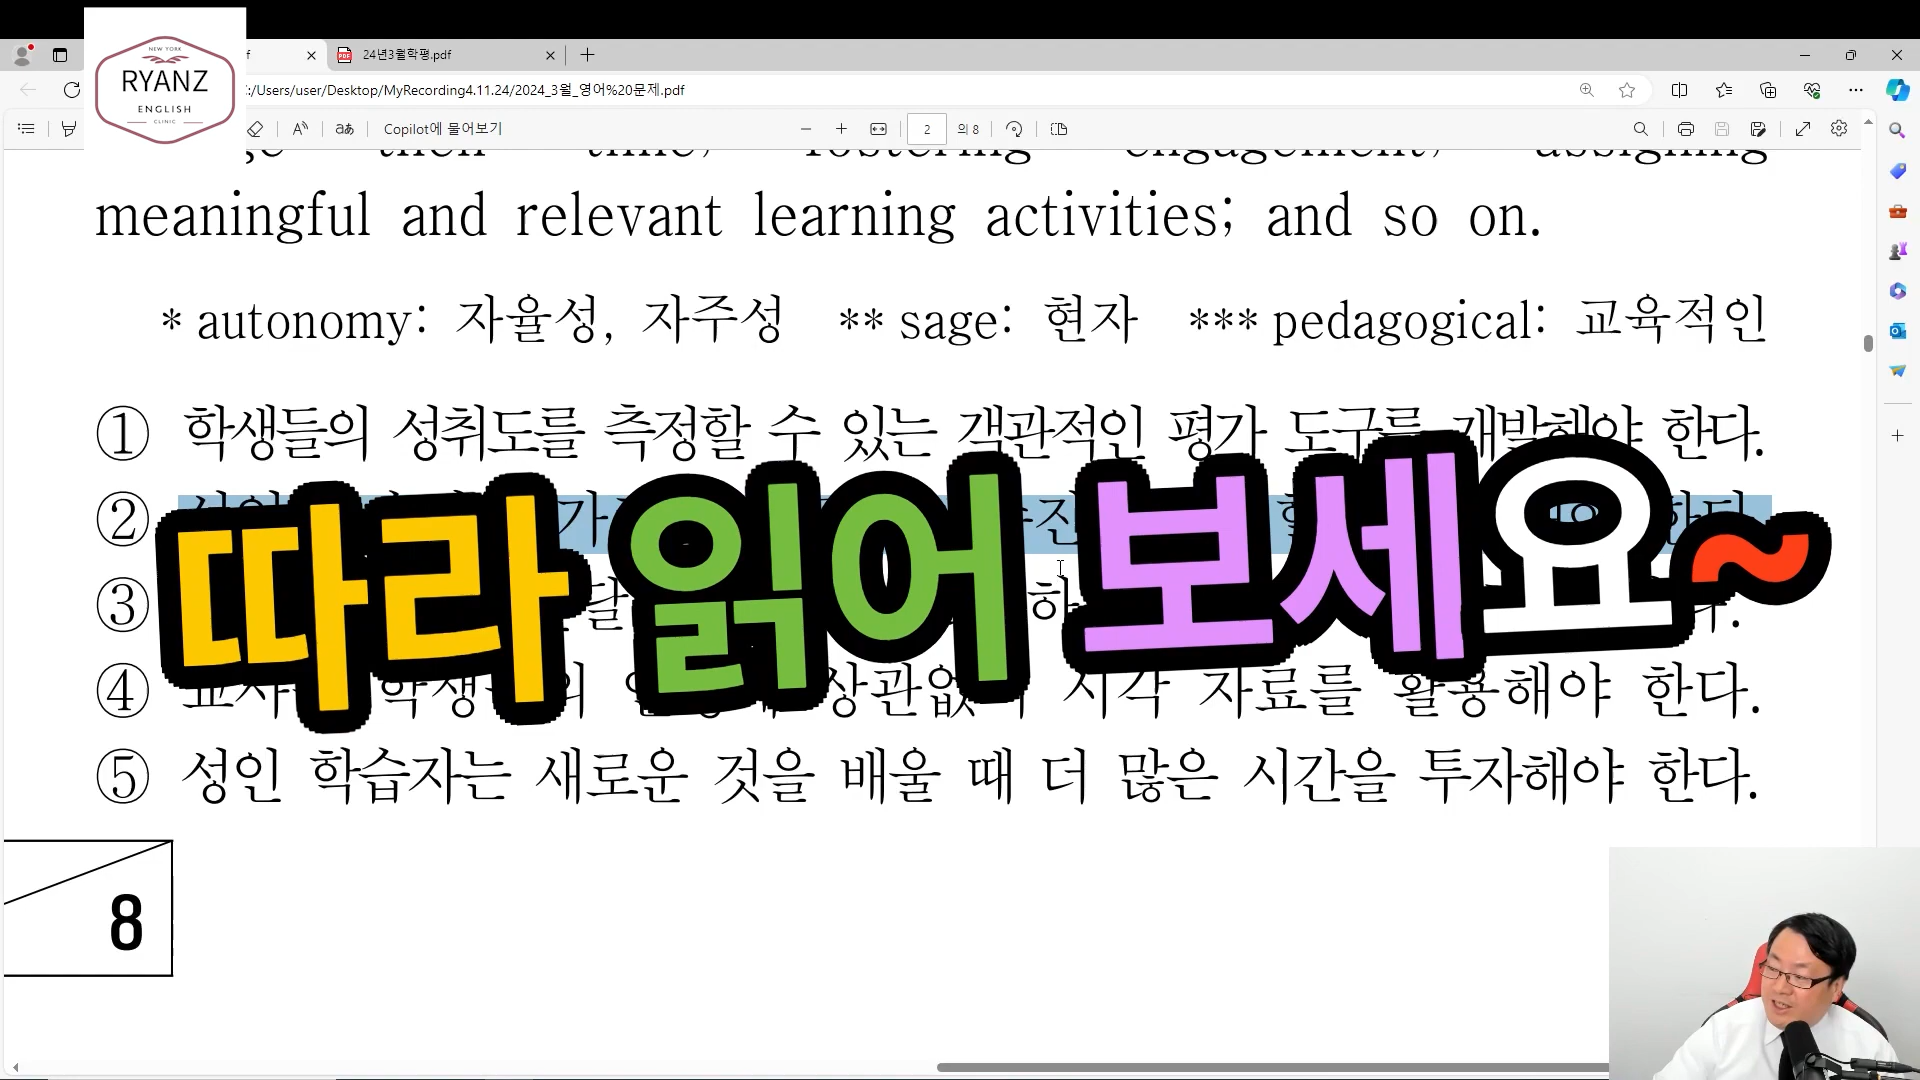 NEW YORK
RYANZ
ENGLISH
CLINIC
24년3월학평.pdf
:/Users/user/Desktop/MyRecording4.11.24/2024_3월_영어%20문제.pdf
Copilot에 물어보기
2 의 8
meaningful and relevant learning activities; and so on.
* autonomy: 자율성, 자주성 ** sage: 현자 *** pedagogical: 교육적인
① 학생들의 성취도를 측정할 수 있는 객관적인 평가 도구를 개발해야 한다.
② 한다.
③
④ 시각 자료를 활용해야 한다.
⑤ 성인 학습자는 새로운 것을 배울 때 더 많은 시간을 투자해야 한다.
따라 읽어 보세요~
8